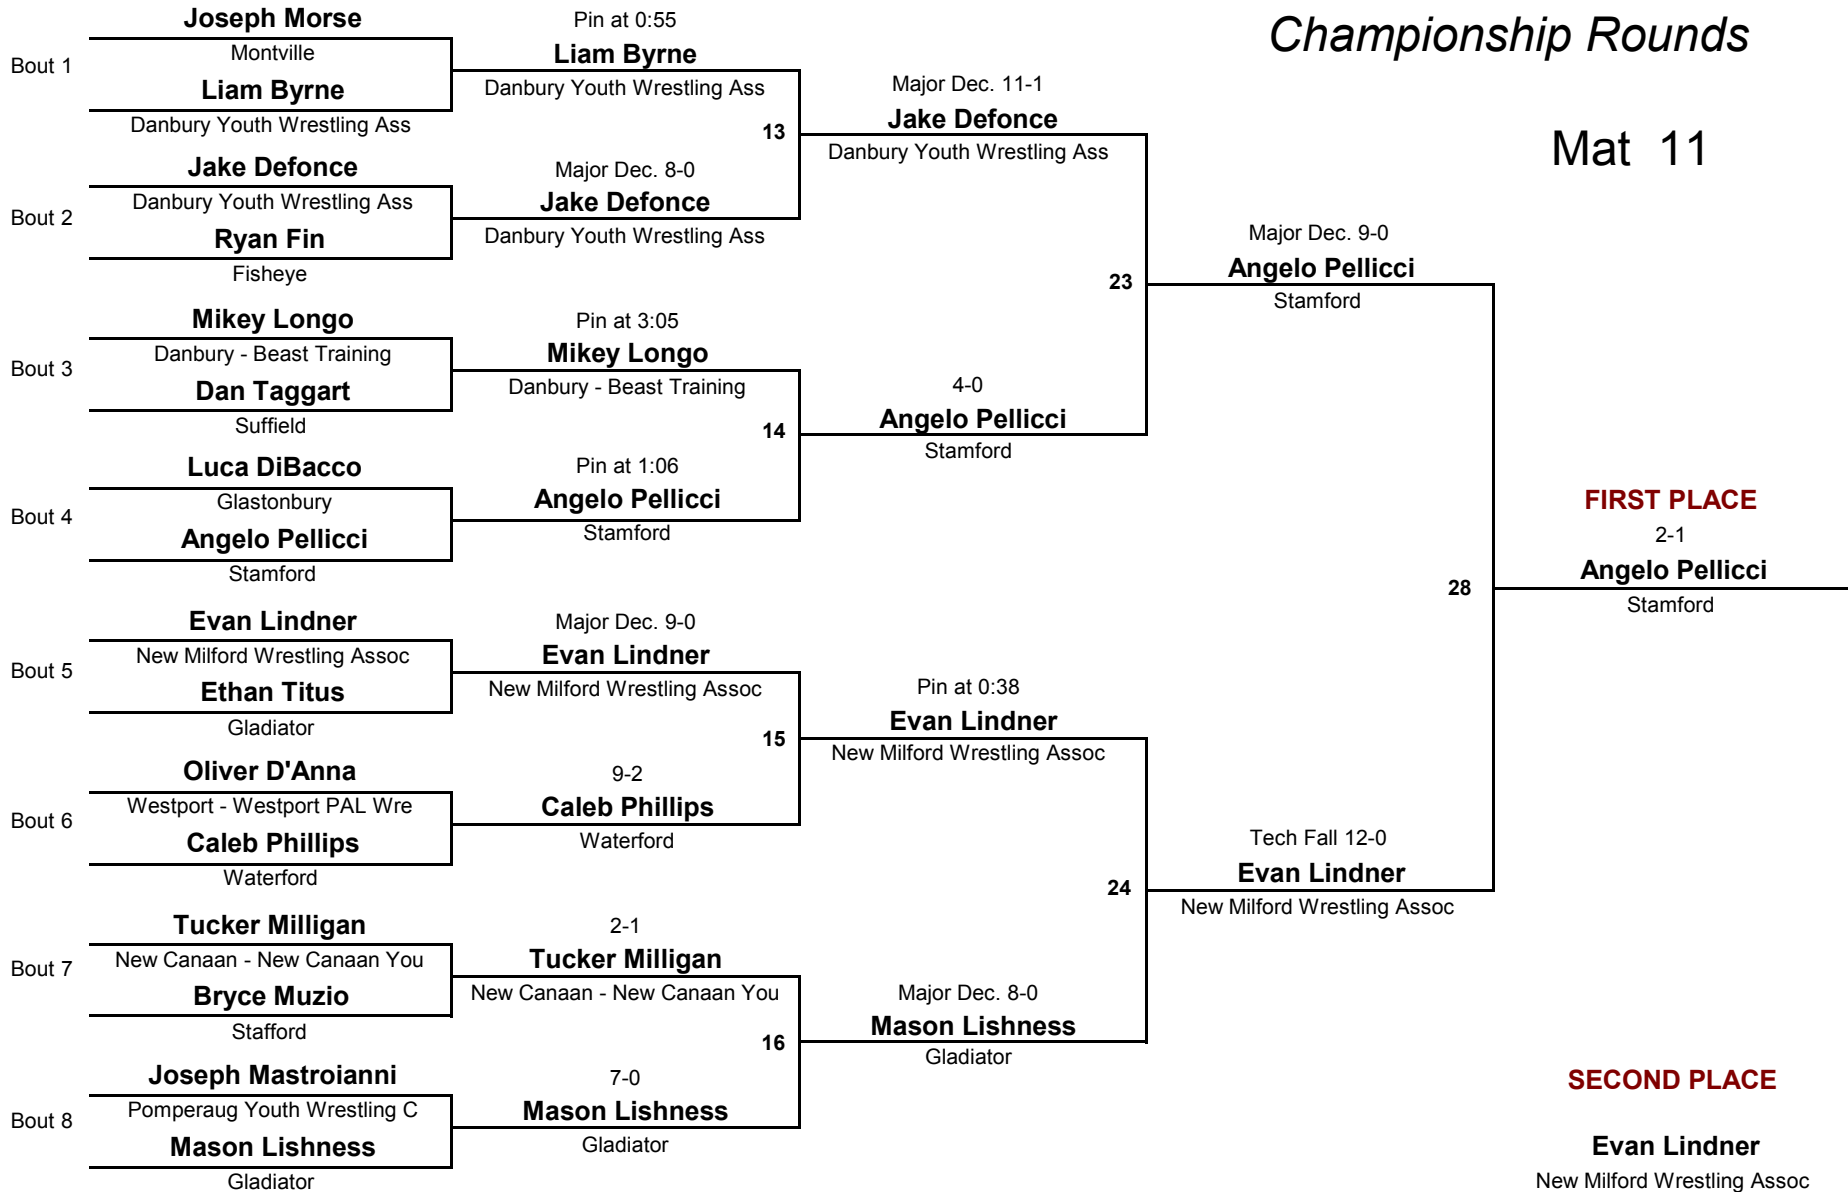 Championship Rounds
Mat 11
Bout 1
Joseph Morse
Montville
Liam Byrne
Danbury Youth Wrestling Ass
Bout 2
Jake Defonce
Danbury Youth Wrestling Ass
Ryan Fin
Fisheye
Bout 3
Mikey Longo
Danbury - Beast Training
Dan Taggart
Suffield
Bout 4
Luca DiBacco
Glastonbury
Angelo Pellicci
Stamford
Bout 5
Evan Lindner
New Milford Wrestling Assoc
Ethan Titus
Gladiator
Bout 6
Oliver D'Anna
Westport - Westport PAL Wre
Caleb Phillips
Waterford
Bout 7
Tucker Milligan
New Canaan - New Canaan You
Bryce Muzio
Stafford
Bout 8
Joseph Mastroianni
Pomperaug Youth Wrestling C
Mason Lishness
Gladiator
Pin at 0:55
Liam Byrne
Danbury Youth Wrestling Ass
13
Major Dec. 8-0
Jake Defonce
Danbury Youth Wrestling Ass
Pin at 3:05
Mikey Longo
Danbury - Beast Training
14
Pin at 1:06
Angelo Pellicci
Stamford
Major Dec. 9-0
Evan Lindner
New Milford Wrestling Assoc
15
9-2
Caleb Phillips
Waterford
2-1
Tucker Milligan
New Canaan - New Canaan You
16
7-0
Mason Lishness
Gladiator
Major Dec. 11-1
Jake Defonce
Danbury Youth Wrestling Ass
23
4-0
Angelo Pellicci
Stamford
Pin at 0:38
Evan Lindner
New Milford Wrestling Assoc
24
Major Dec. 8-0
Mason Lishness
Gladiator
Major Dec. 9-0
Angelo Pellicci
Stamford
28
Tech Fall 12-0
Evan Lindner
New Milford Wrestling Assoc
FIRST PLACE
2-1
Angelo Pellicci
Stamford
SECOND PLACE
Evan Lindner
New Milford Wrestling Assoc